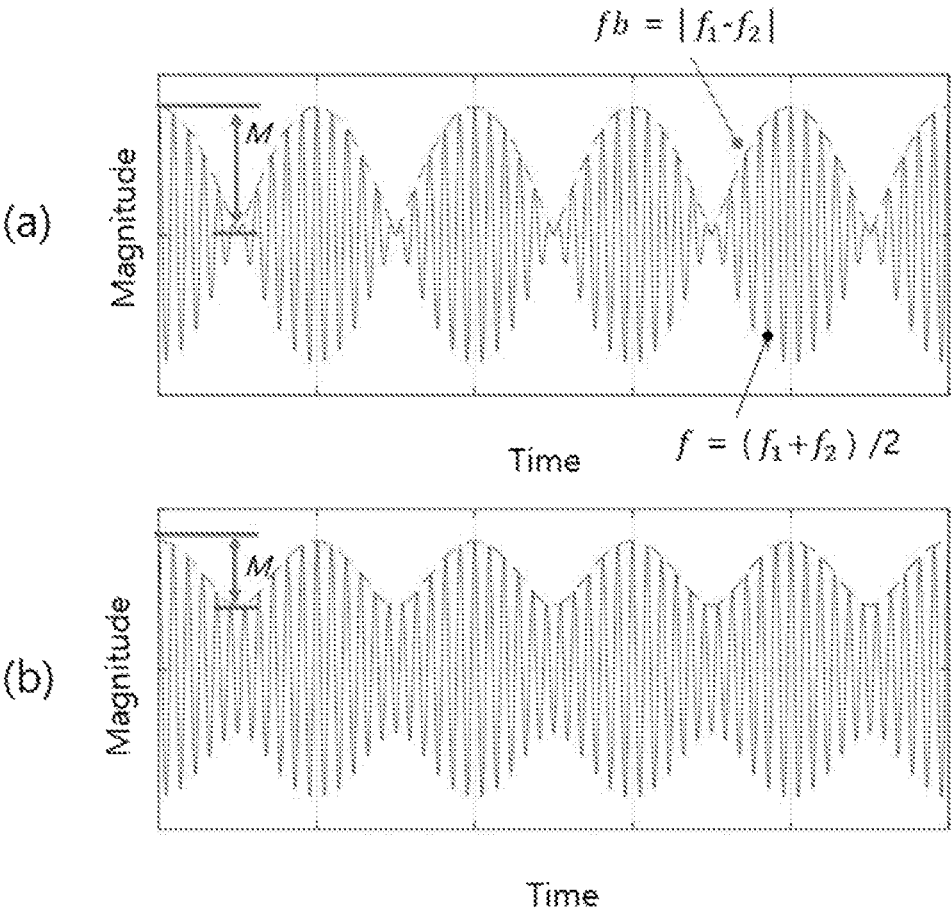 fb = |f₁-f₂|
M
(a)
Magnitude
f = (f₁+f₂) /2
Time
M
(b)
Magnitude
Time